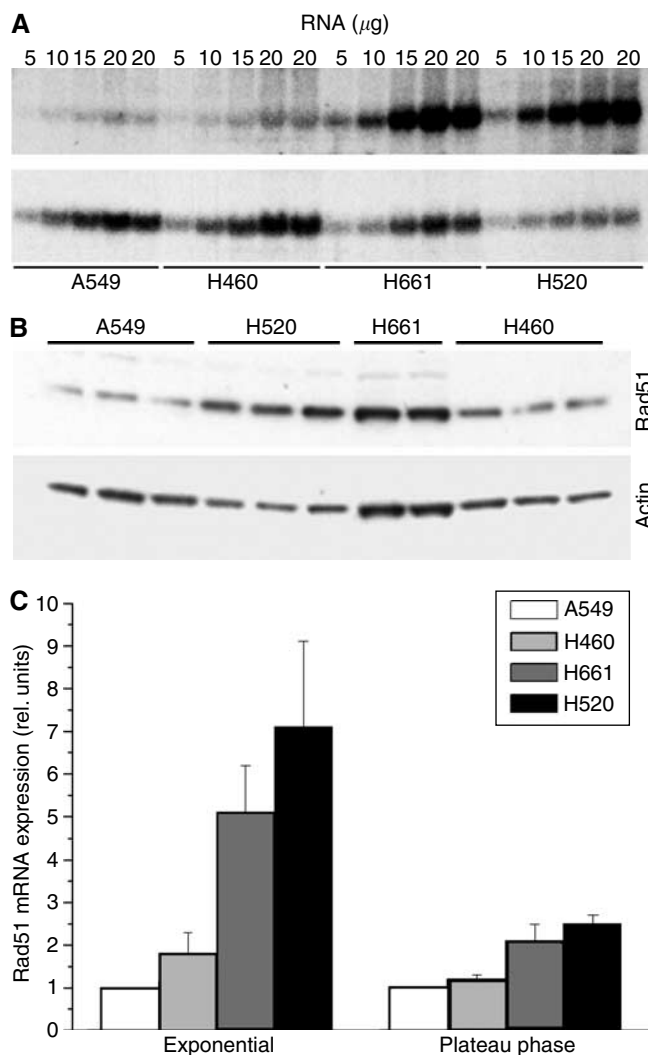 A
RNA (μg)
5 10 15 20 20 5 10 15 20 20 5 10 15 20 20 5 10 15 20 20
A549 H460 H661 H520
B
A549 H520 H661 H460
Rad51
Actin
C
Rad51 mRNA expression (rel. units)
10
9
8
7
6
5
4
3
2
1
0
A549
H460
H661
H520
Exponential Plateau phase